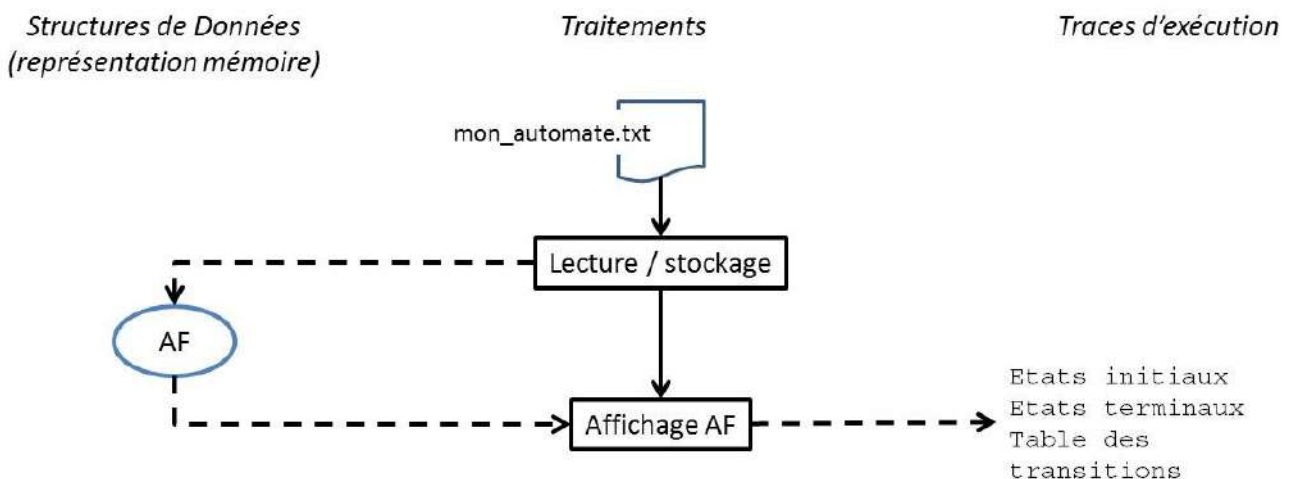 Structures de Données
(représentation mémoire)
Traitements
Traces d'exécution
mon_automate.txt
Lecture / stockage
AF
Affichage AF
Etats initiaux
Etats terminaux
Table des
transitions